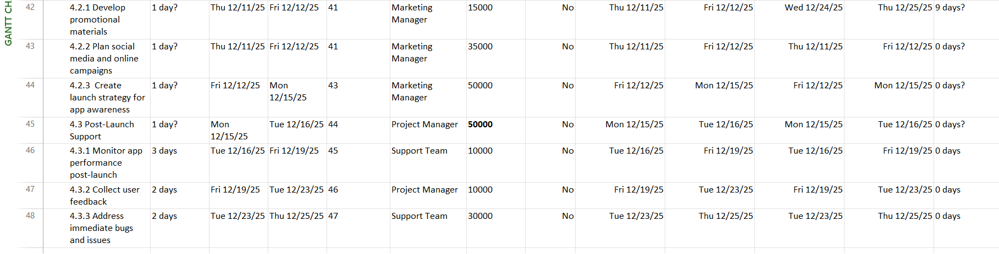 GANTT CH
42 4.2.1 Develop 1 day? Thu 12/11/25 Fri 12/12/25 41 Marketing 15000 No Thu 12/11/25 Fri 12/12/25 Wed 12/24/25 Thu 12/25/25 9 days?
promotional Manager
materials
43 4.2.2 Plan social 1 day? Thu 12/11/25 Fri 12/12/25 41 Marketing 35000 No Thu 12/11/25 Fri 12/12/25 Thu 12/11/25 Fri 12/12/25 0 days?
media and online Manager
campaigns
44 4.2.3 Create 1 day? Fri 12/12/25 Mon 43 Marketing 50000 No Fri 12/12/25 Mon 12/15/25 Fri 12/12/25 Mon 12/15/25 0 days?
launch strategy for 12/15/25 Manager
app awareness
45 4.3 Post-Launch 1 day? Mon Tue 12/16/25 44 Project Manager 50000 No Mon 12/15/25 Tue 12/16/25 Mon 12/15/25 Tue 12/16/25 0 days?
Support 12/15/25
46 4.3.1 Monitor app 3 days Tue 12/16/25 Fri 12/19/25 45 Support Team 10000 No Tue 12/16/25 Fri 12/19/25 Tue 12/16/25 Fri 12/19/25 0 days
performance
post-launch
47 4.3.2 Collect user 2 days Fri 12/19/25 Tue 12/23/25 46 Project Manager 10000 No Fri 12/19/25 Tue 12/23/25 Fri 12/19/25 Tue 12/23/25 0 days
feedback
48 4.3.3 Address 2 days Tue 12/23/25 Thu 12/25/25 47 Support Team 30000 No Tue 12/23/25 Thu 12/25/25 Tue 12/23/25 Thu 12/25/25 0 days
immediate bugs
and issues